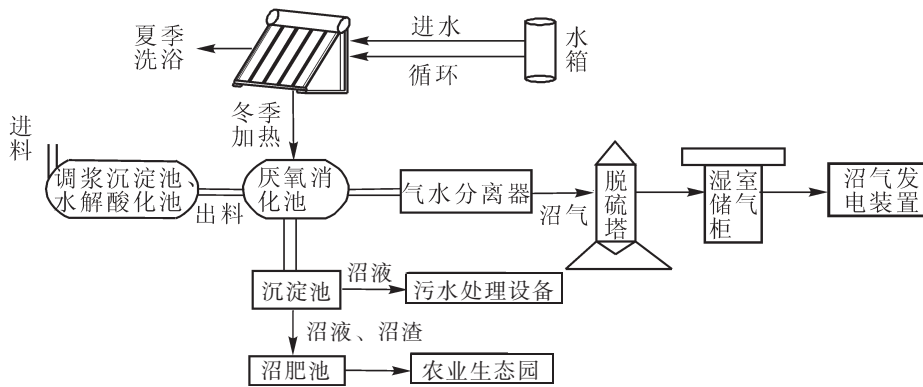 夏季
洗浴
进水
循环
水
箱
冬季
加热
进
料
调浆沉淀池、
水解酸化池
出料
厌氧消
化池
气水分离器
沼气
脱
硫
塔
湿室
储气
柜
沼气发
电装置
沉淀池
沼液
污水处理设备
沼液、沼渣
沼肥池
农业生态园